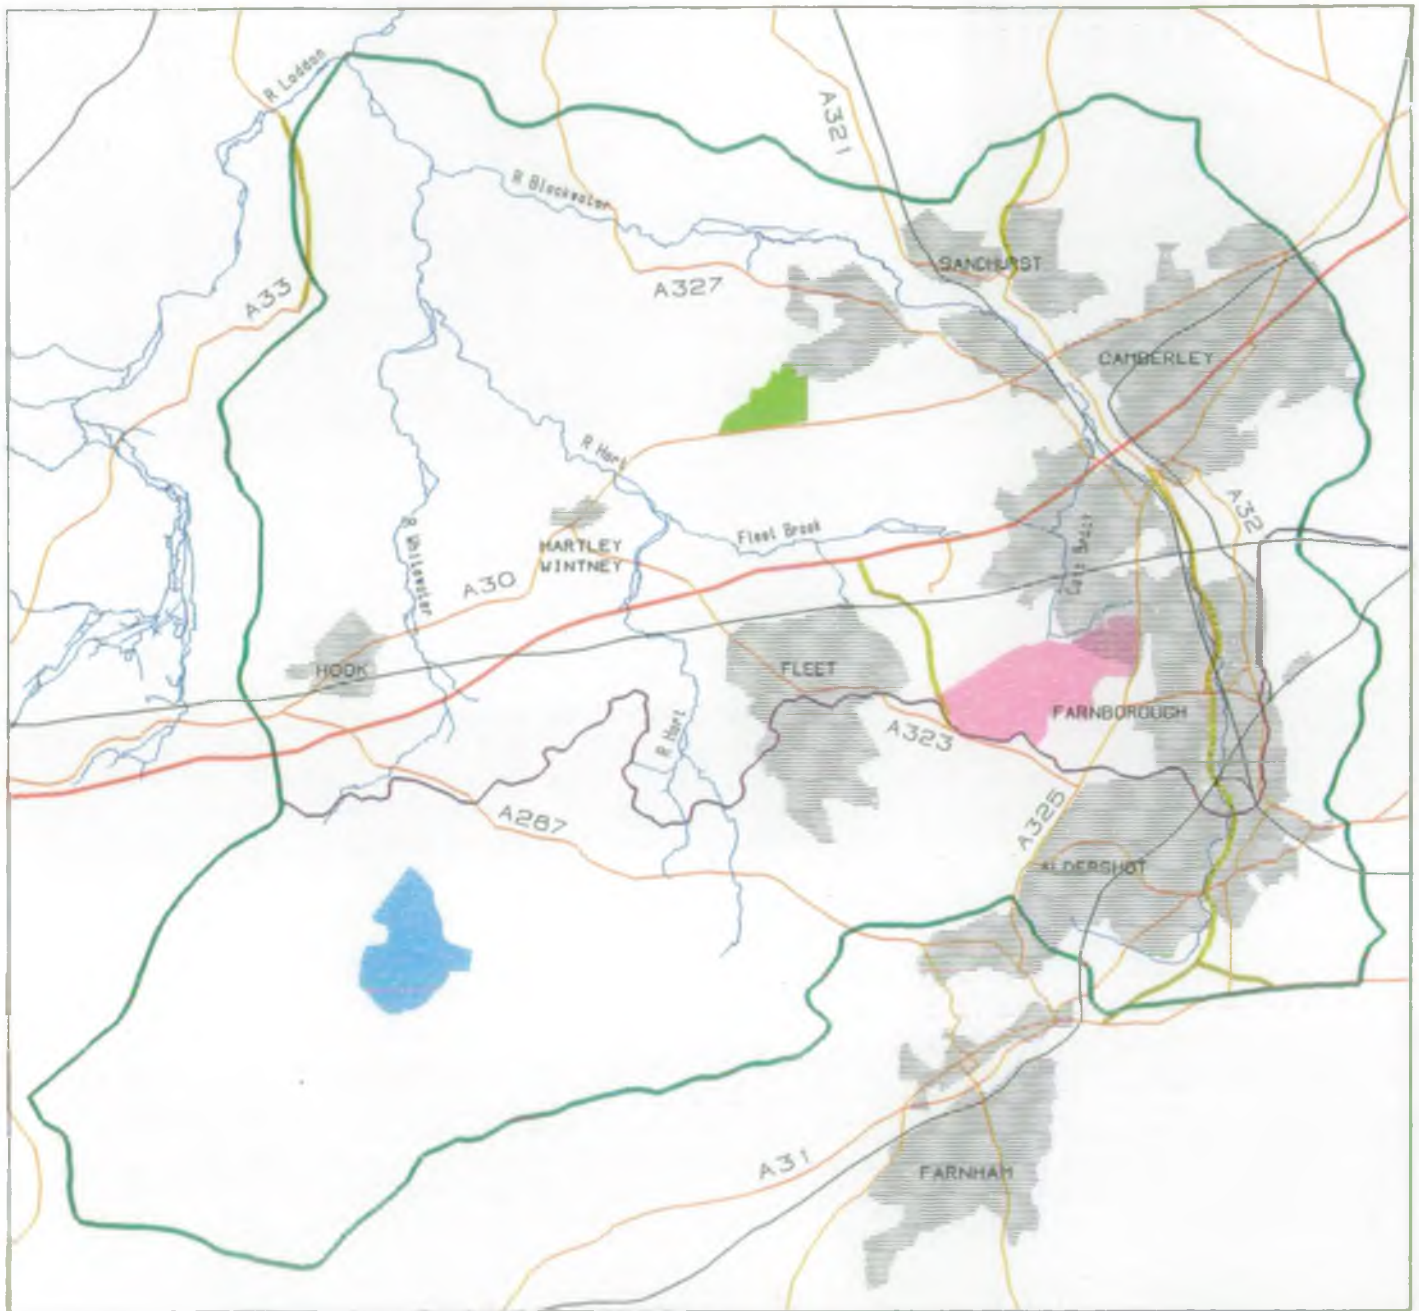 R Loddon
A321
R Blackwater
SANDHURST
A33
A327
CAMBERLEY
R Hart
A32
Fleet Brook
HARTLEY
WINTNEY
R Whitewater
A30
HOOK
FLEET
FARNBOROUGH
R Hart
A323
A287
A325
ALDERSHOT
A31
FARNHAM